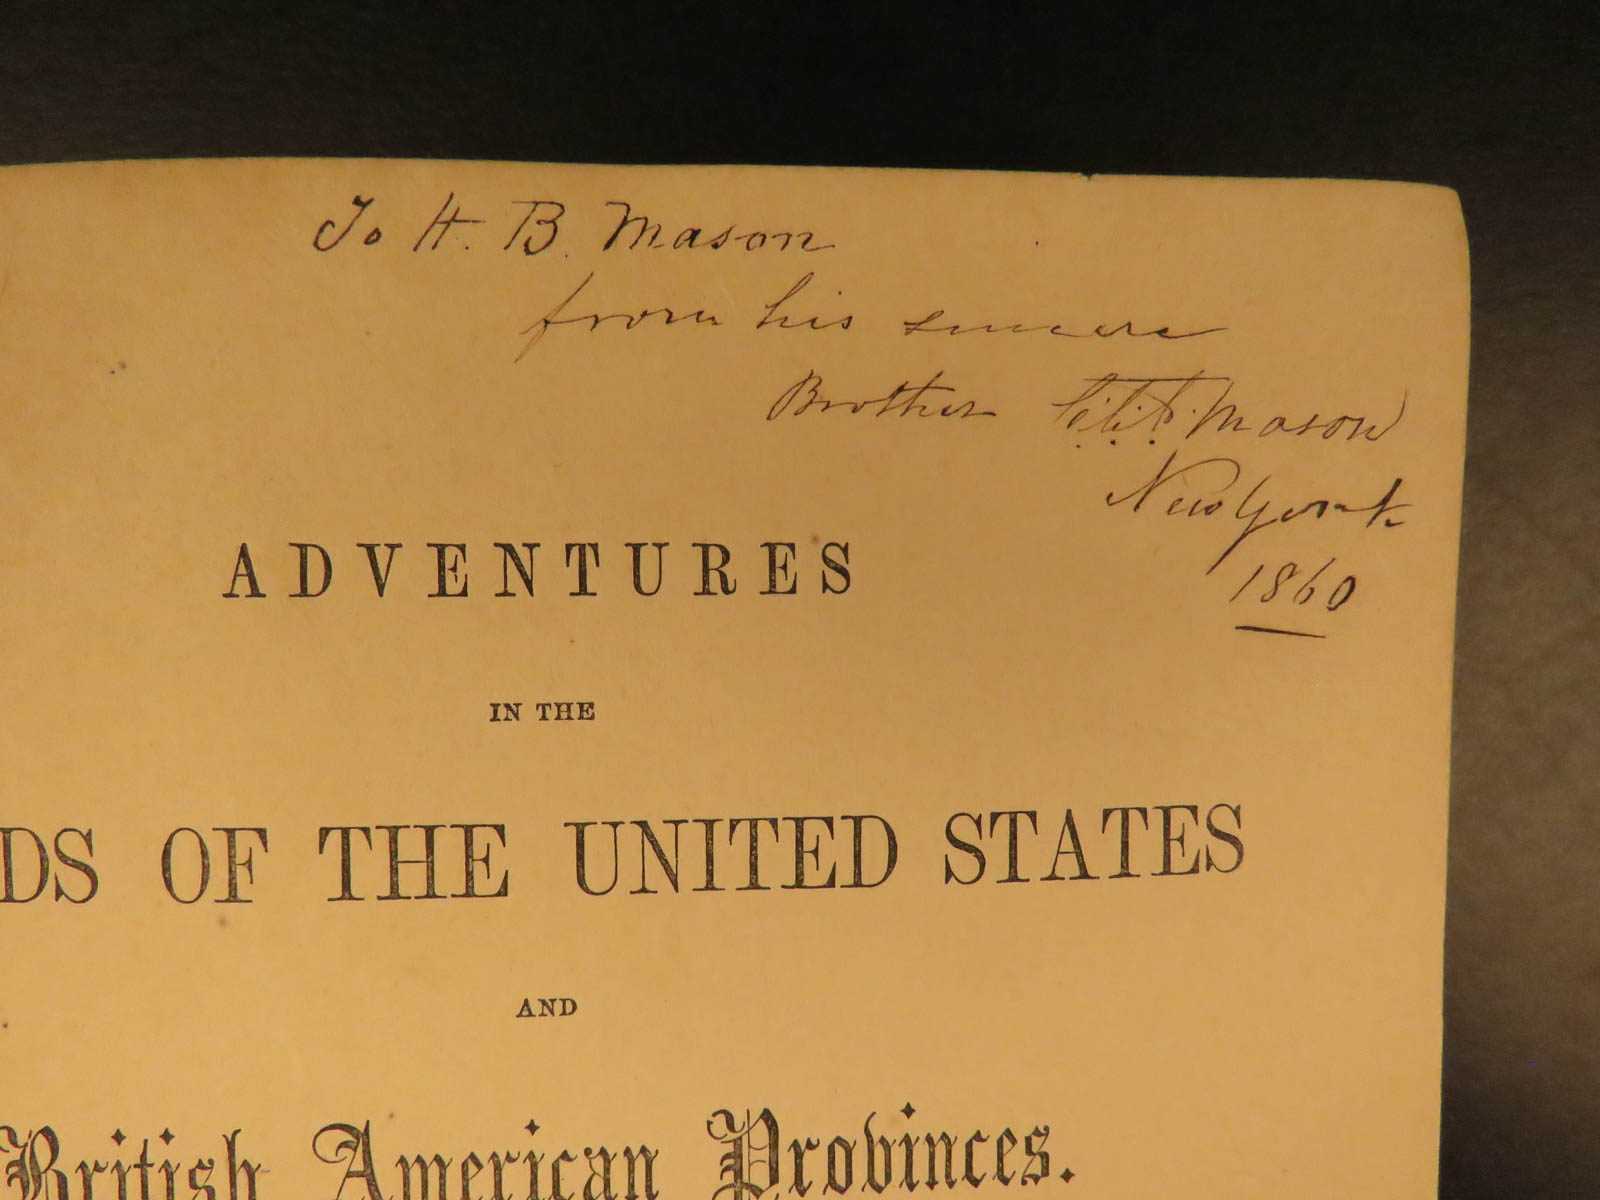 To H. B. Mason
from his sincere
Brother Mason
New York
1860
ADVENTURES
IN THE
DS OF THE UNITED STATES
AND
British American Provinces.